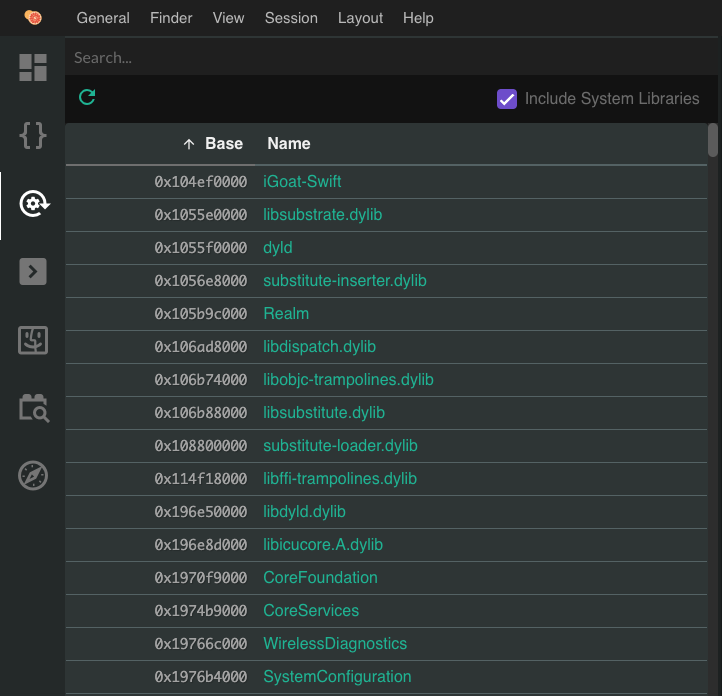 General Finder View Session Layout Help
Search...
Include System Libraries
Base Name
0x104ef0000 iGoat-Swift
0x1055e0000 libsubstrate.dylib
0x1055f0000 dyld
0x1056e8000 substitute-inserter.dylib
0x105b9c000 Realm
0x106ad8000 libdispatch.dylib
0x106b74000 libobjc-trampolines.dylib
0x106b88000 libsubstitute.dylib
0x108800000 substitute-loader.dylib
0x114f18000 libffi-trampolines.dylib
0x196e50000 libdyld.dylib
0x196e8d000 libicucore.A.dylib
0x1970f9000 CoreFoundation
0x1974b9000 CoreServices
0x19766c000 WirelessDiagnostics
0x1976b4000 SystemConfiguration